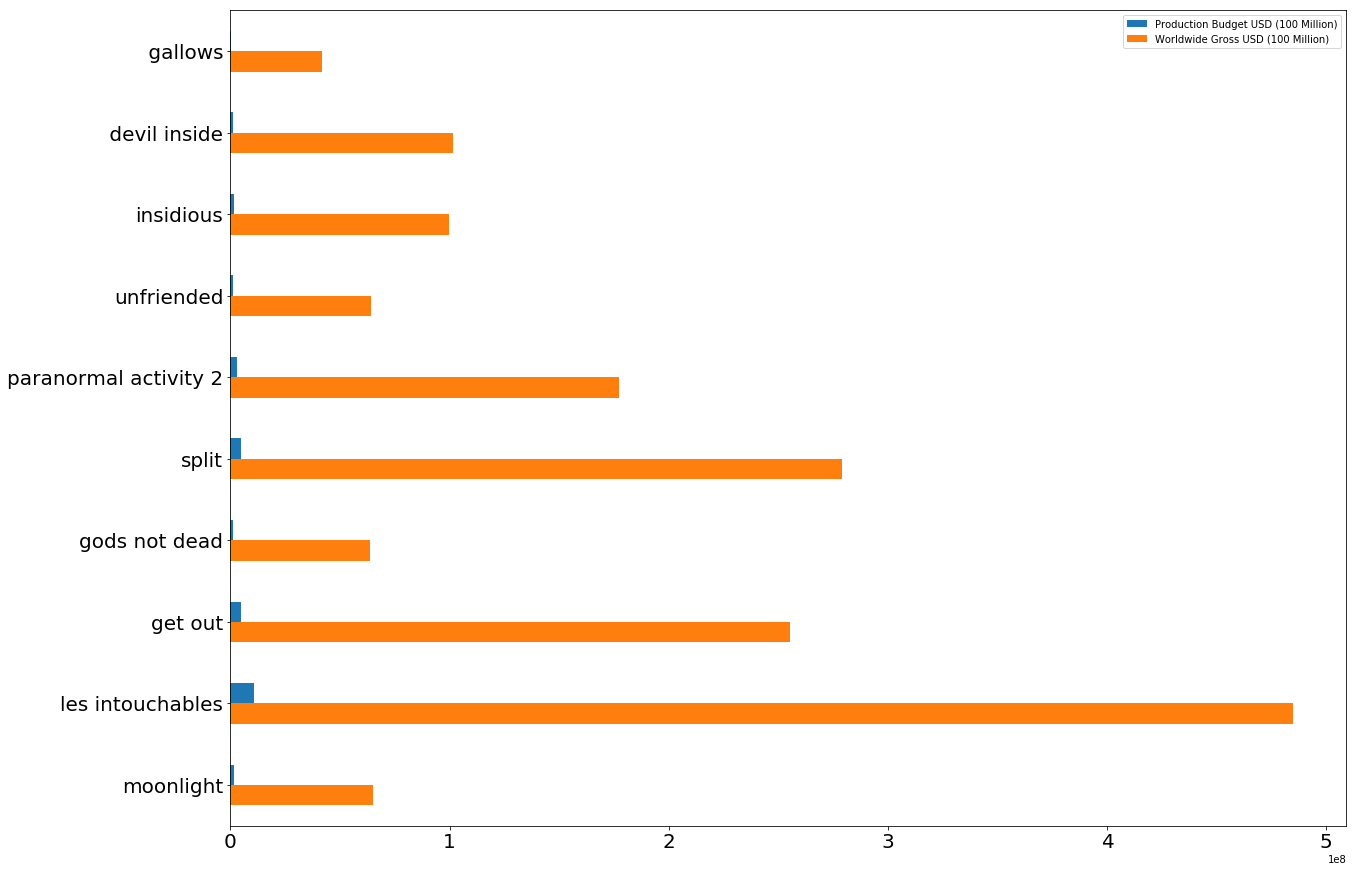 Production Budget USD (100 Million)
Worldwide Gross USD (100 Million)
gallows
devil inside
insidious
unfriended
paranormal activity 2
split
gods not dead
get out
les intouchables
moonlight
0 1 2 3 4 5
1e8